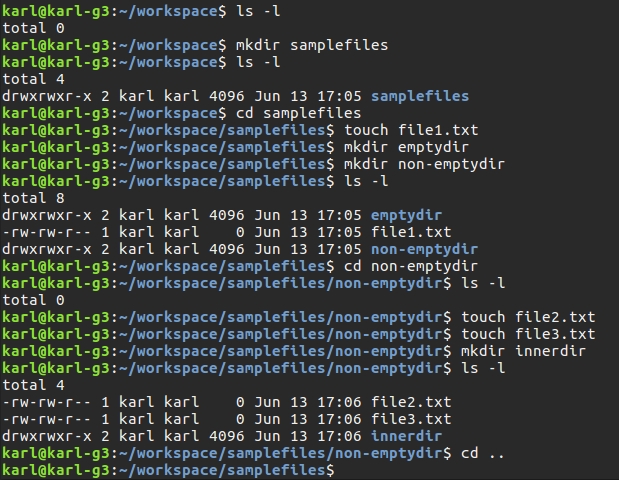 karl@karl-g3:~/workspace$ ls -l
total 0
karl@karl-g3:~/workspace$ mkdir samplefiles
karl@karl-g3:~/workspace$ ls -l
total 4
drwxrwxr-x 2 karl karl 4096 Jun 13 17:05 samplefiles
karl@karl-g3:~/workspace$ cd samplefiles
karl@karl-g3:~/workspace/samplefiles$ touch file1.txt
karl@karl-g3:~/workspace/samplefiles$ mkdir emptydir
karl@karl-g3:~/workspace/samplefiles$ mkdir non-emptydir
karl@karl-g3:~/workspace/samplefiles$ ls -l
total 8
drwxrwxr-x 2 karl karl 4096 Jun 13 17:05 emptydir
-rw-rw-r-- 1 karl karl    0 Jun 13 17:05 file1.txt
drwxrwxr-x 2 karl karl 4096 Jun 13 17:05 non-emptydir
karl@karl-g3:~/workspace/samplefiles$ cd non-emptydir
karl@karl-g3:~/workspace/samplefiles/non-emptydir$ ls -l
total 0
karl@karl-g3:~/workspace/samplefiles/non-emptydir$ touch file2.txt
karl@karl-g3:~/workspace/samplefiles/non-emptydir$ touch file3.txt
karl@karl-g3:~/workspace/samplefiles/non-emptydir$ mkdir innerdir
karl@karl-g3:~/workspace/samplefiles/non-emptydir$ ls -l
total 4
-rw-rw-r-- 1 karl karl    0 Jun 13 17:06 file2.txt
-rw-rw-r-- 1 karl karl    0 Jun 13 17:06 file3.txt
drwxrwxr-x 2 karl karl 4096 Jun 13 17:06 innerdir
karl@karl-g3:~/workspace/samplefiles/non-emptydir$ cd ..
karl@karl-g3:~/workspace/samplefiles$